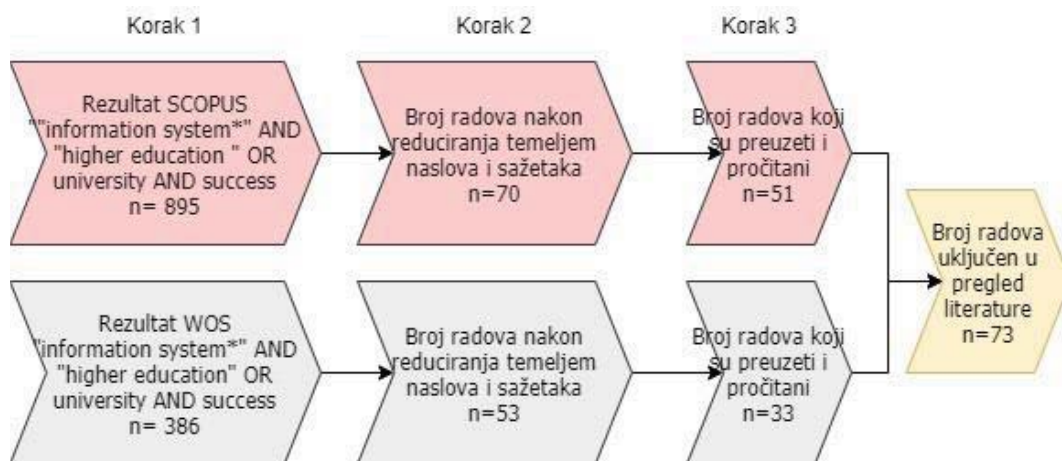 Korak 1
Korak 2
Korak 3
Rezultat SCOPUS
""information system*" AND
"higher education " OR
university AND success
n= 895
Broj radova nakon
reduciranja temeljem
naslova i sažetaka
n=70
Broj radova koji
su preuzeti i
pročitani
n=51
Rezultat WOS
"information system*" AND
"higher education" OR
university AND success
n= 386
Broj radova nakon
reduciranja temeljem
naslova i sažetaka
n=53
Broj radova koji
su preuzeti i
pročitani
n=33
Broj radova
uključen u
pregled
literature
n=73